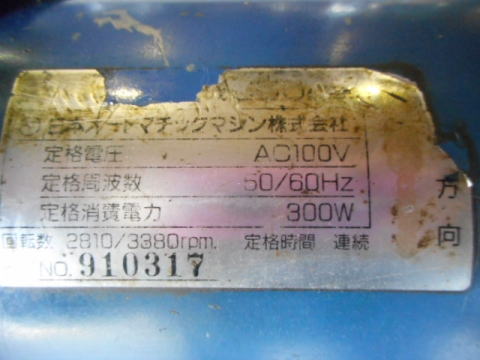 日本オートマチックマシン株式会社
定格電圧 AC100V
定格周波数 50/60Hz
定格消費電力 300W
回転数 2810/3380rpm. 定格時間 連続
NO. 910317
方向